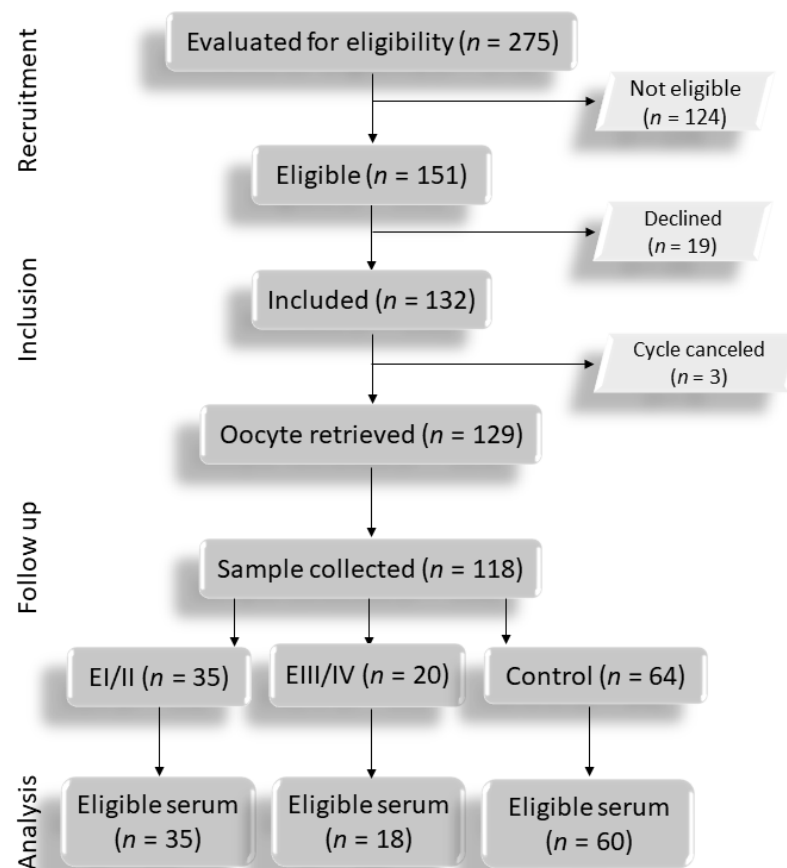 Recruitment
Evaluated for eligibility (n = 275)
Not eligible
(n = 124)
Eligible (n = 151)
Declined
(n = 19)
Inclusion
Included (n = 132)
Cycle canceled
(n = 3)
Oocyte retrieved (n = 129)
Follow up
Sample collected (n = 118)
EI/II (n = 35)
EIII/IV (n = 20)
Control (n = 64)
Analysis
Eligible serum
(n = 35)
Eligible serum
(n = 18)
Eligible serum
(n = 60)